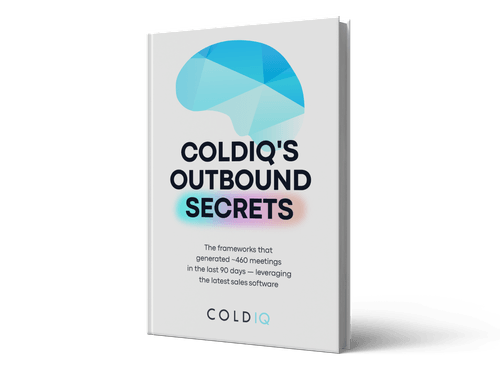 COLDIQ'S
OUTBOUND
SECRETS
The frameworks that
generated ~460 meetings
in the last 90 days — leveraging
the latest sales software
COLDIQ